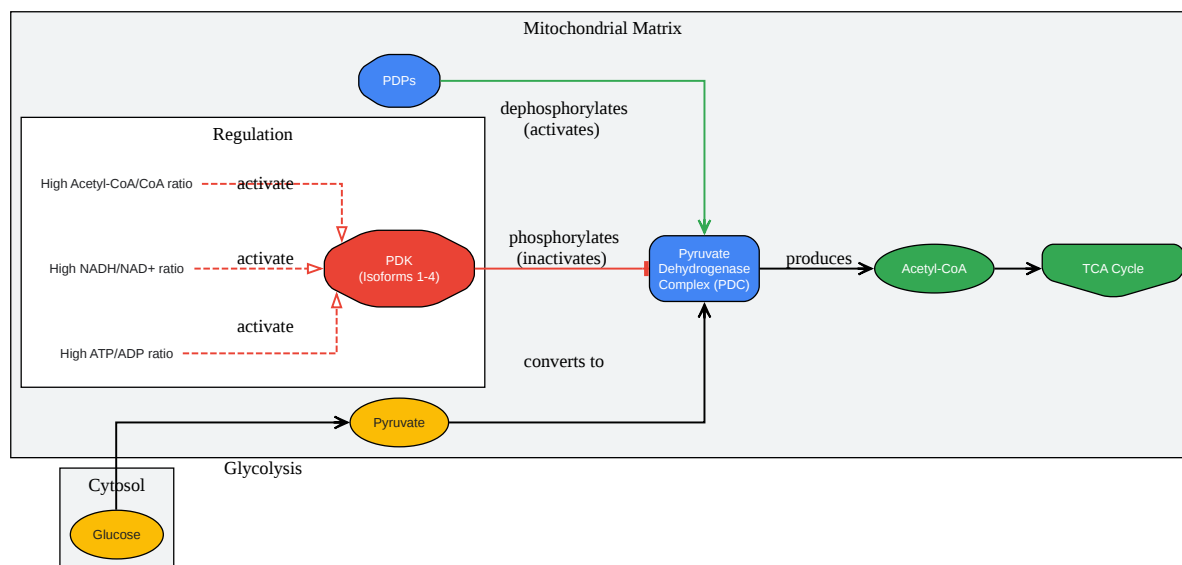 Mitochondrial Matrix
PDPs
dephosphorylates
(activates)
Regulation
High Acetyl-CoA/CoA ratio
activate
High NADH/NAD+ ratio
activate
High ATP/ADP ratio
activate
PDK
(Isoforms 1-4)
phosphorylates
(inactivates)
Pyruvate
Dehydrogenase
Complex (PDC)
produces
Acetyl-CoA
TCA Cycle
converts to
Pyruvate
Glycolysis
Cytosol
Glucose